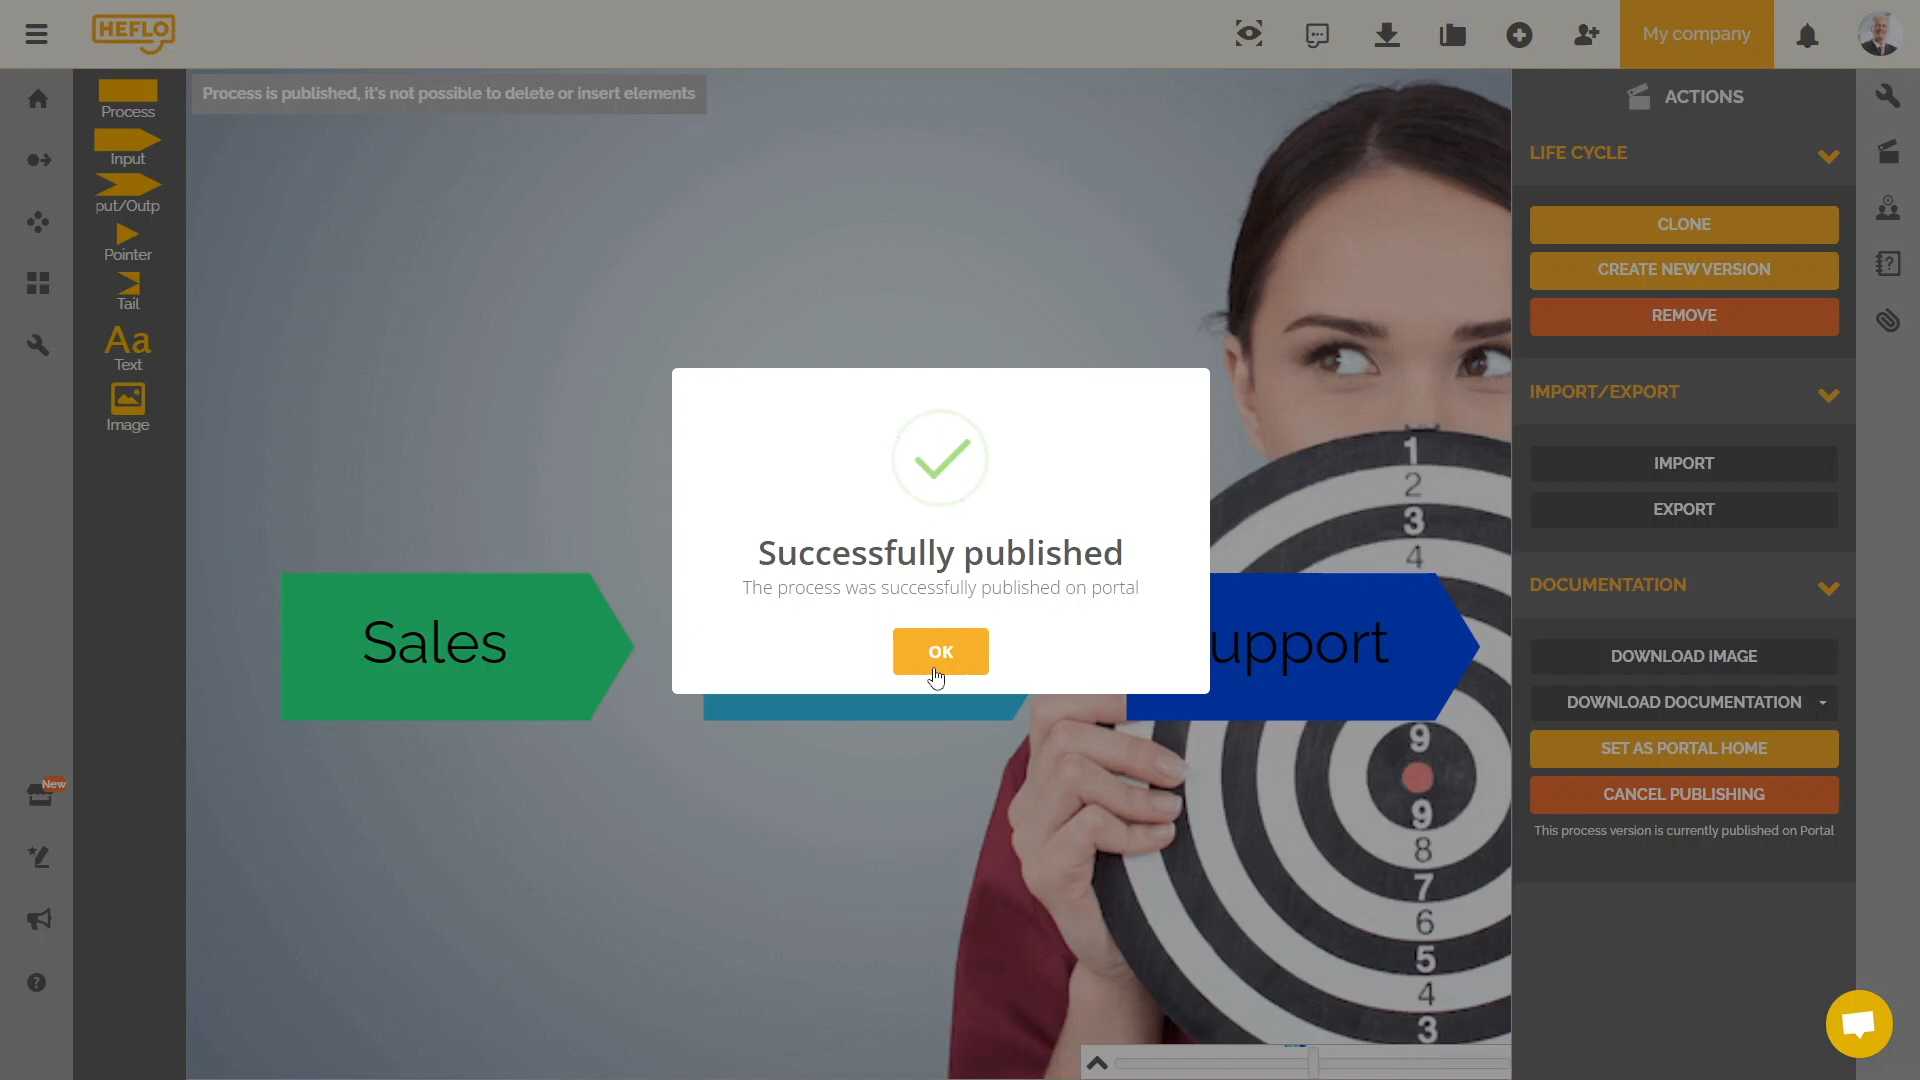 HEFLO
My company
Process is published, it's not possible to delete or insert elements
Process
Input
put/Outp
Pointer
Tail
Aa
Text
Image
New
Sales
upport
Successfully published
The process was successfully published on portal
OK
1
2
3
4
9
9
8
7
6
5
4
3
ACTIONS
LIFE CYCLE
CLONE
CREATE NEW VERSION
REMOVE
IMPORT/EXPORT
IMPORT
EXPORT
DOCUMENTATION
DOWNLOAD IMAGE
DOWNLOAD DOCUMENTATION
SET AS PORTAL HOME
CANCEL PUBLISHING
This process version is currently published on Portal